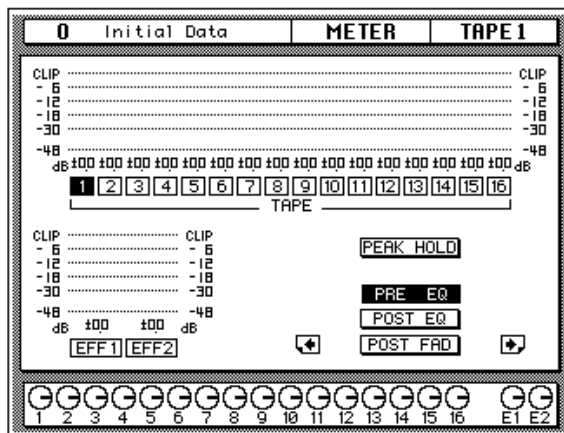 0 Initial Data METER TAPE1
CLIP CLIP
- 6 - 6
-12 -12
-18 -18
-30 -30
-48 -48
dB ±00 ±00 ±00 ±00 ±00 ±00 ±00 ±00 ±00 ±00 ±00 ±00 ±00 ±00 ±00 ±00 dB
1 2 3 4 5 6 7 8 9 10 11 12 13 14 15 16
TAPE
CLIP CLIP
- 6 - 6
-12 -12
-18 -18
-30 -30
-48 -48
dB ±00 ±00 dB
EFF1 EFF2
PEAK HOLD
PRE EQ
POST EQ
POST FAD
1 2 3 4 5 6 7 8 9 10 11 12 13 14 15 16 E1 E2